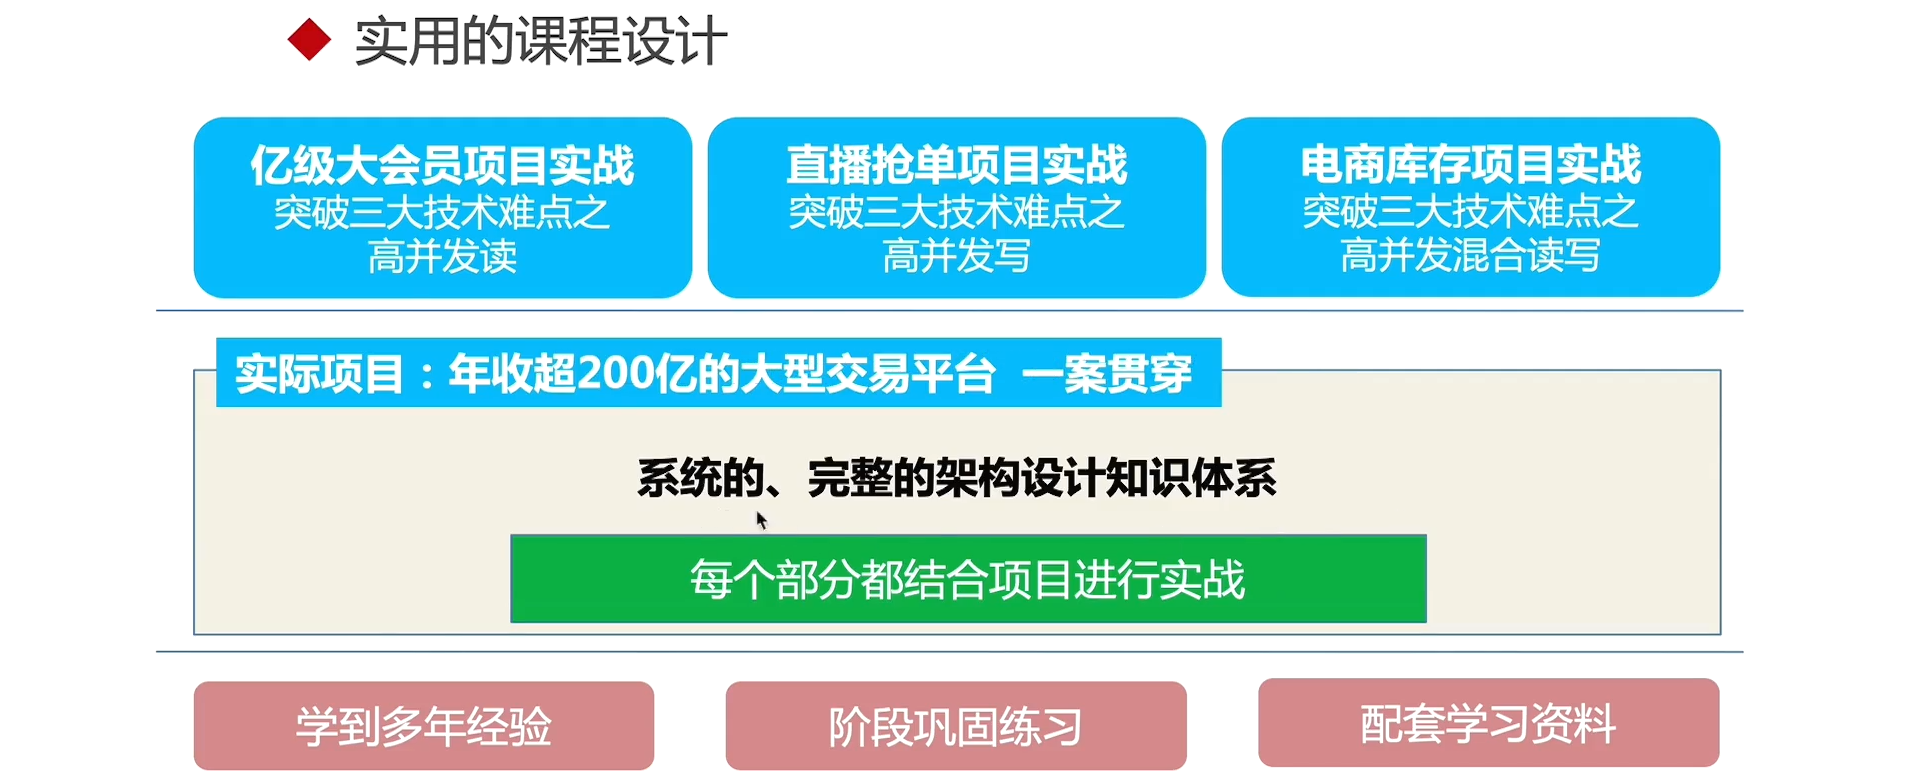 实用的课程设计
亿级大会员项目实战
突破三大技术难点之
高并发读
直播抢单项目实战
突破三大技术难点之
高并发写
电商库存项目实战
突破三大技术难点之
高并发混合读写
实际项目：年收超200亿的大型交易平台 一案贯穿
系统的、完整的架构设计知识体系
每个部分都结合项目进行实战
学到多年经验
阶段巩固练习
配套学习资料